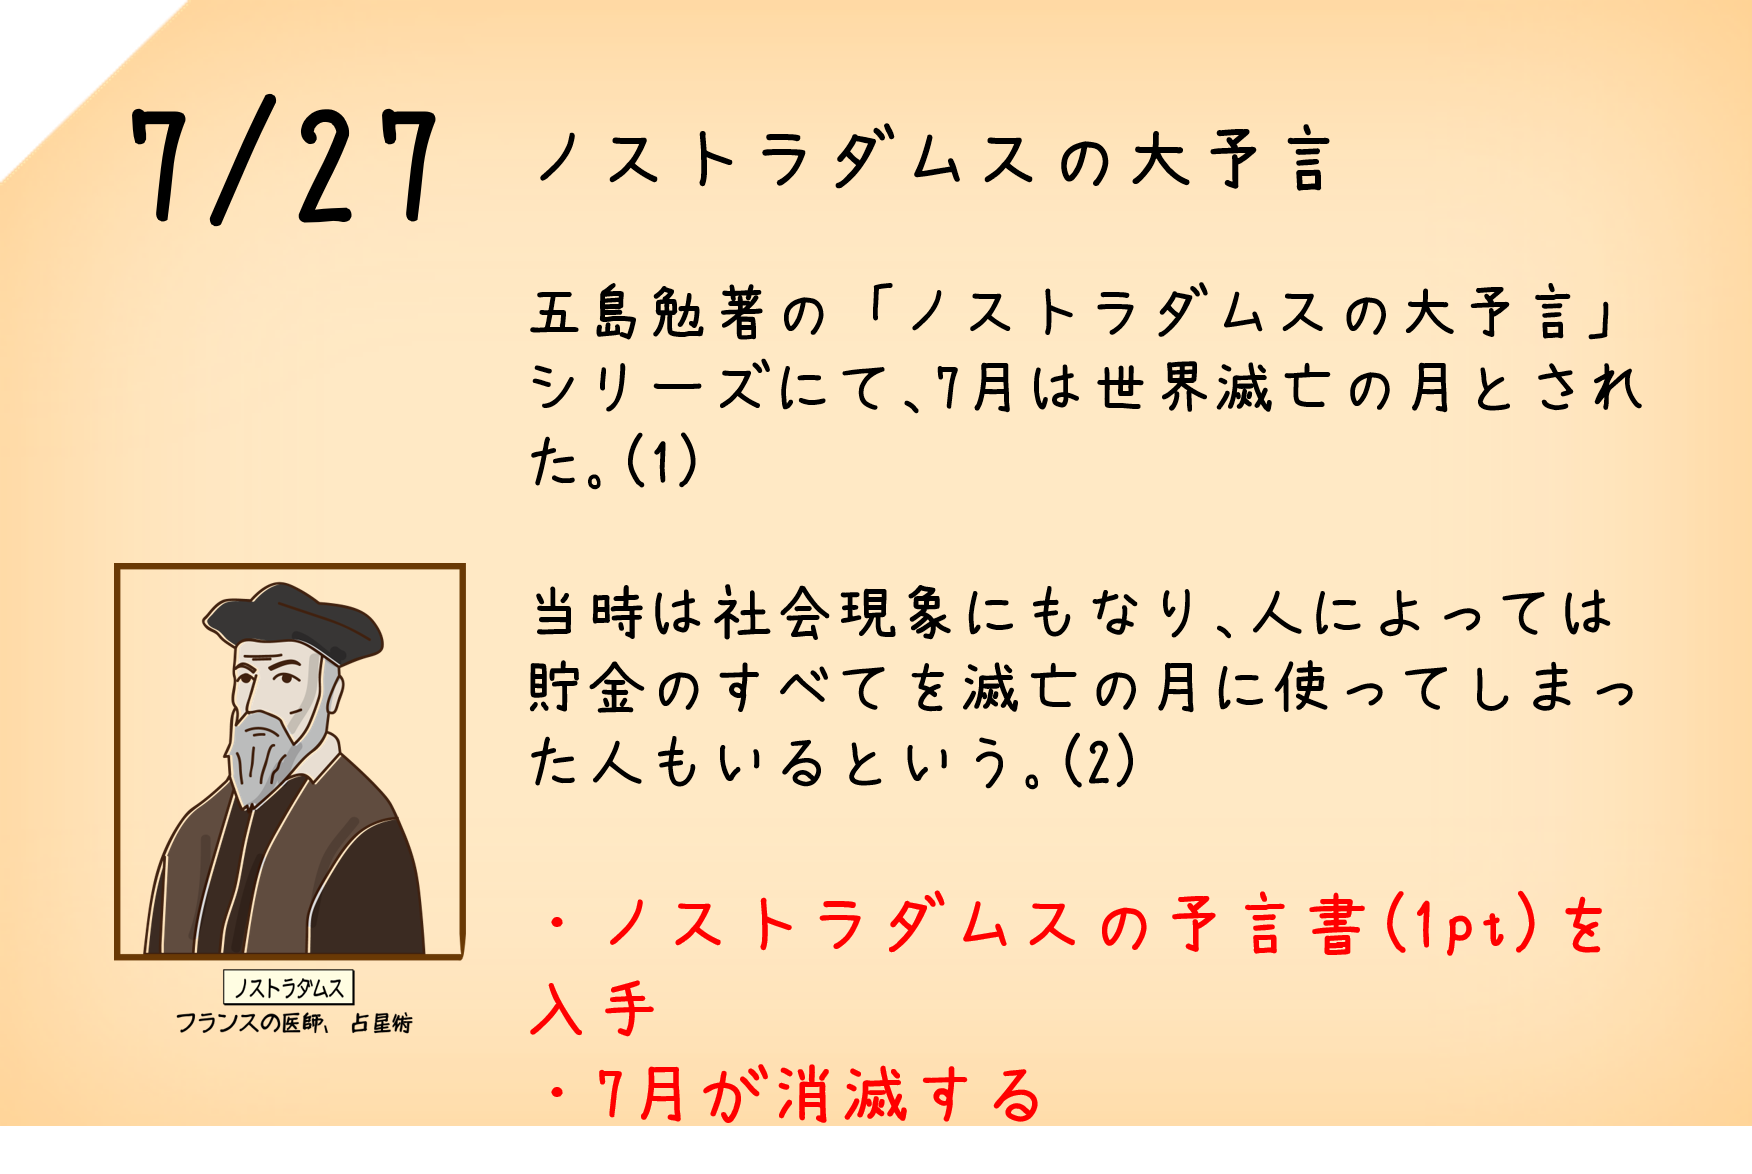 7/27
ノストラダムスの大予言
五島勉著の「ノストラダムスの大予言」
シリーズにて、7月は世界滅亡の月とされ
た。(1)
当時は社会現象にもなり、人によっては
貯金のすべてを滅亡の月に使ってしまっ
た人もいるという。(2)
・ノストラダムスの予言書(1pt)を
入手
・7月が消滅する
ノストラダムス
フランスの医師、占星術